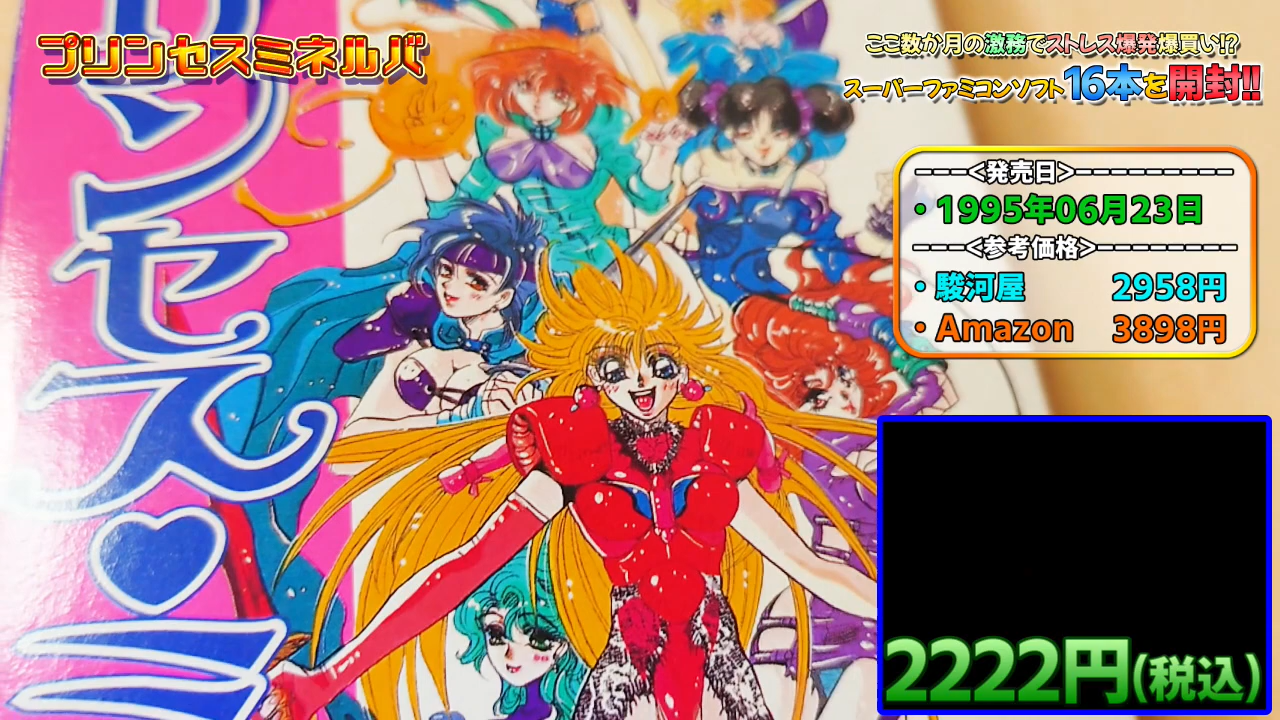 プリンセスミネルバ
ここ数か月の激務でストレス爆発爆買い!?
スーパーファミコンソフト16本を開封!!
---<発売日>----------
・1995年06月23日
---<参考価格>---------
・駿河屋 2958円
・Amazon 3898円
リンセス・ミ
2222円(税込)